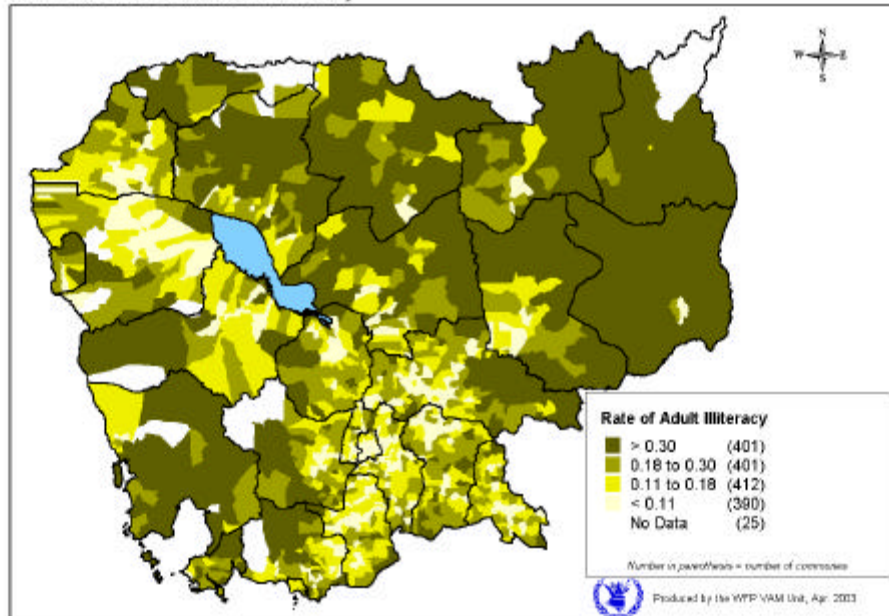 N
W E
S
Rate of Adult Illiteracy
> 0.30 (401)
0.18 to 0.30 (401)
0.11 to 0.18 (412)
< 0.11 (390)
No Data (25)
Number in parenthesis = number of communes
Produced by the WFP VAM Unit, Apr. 2003